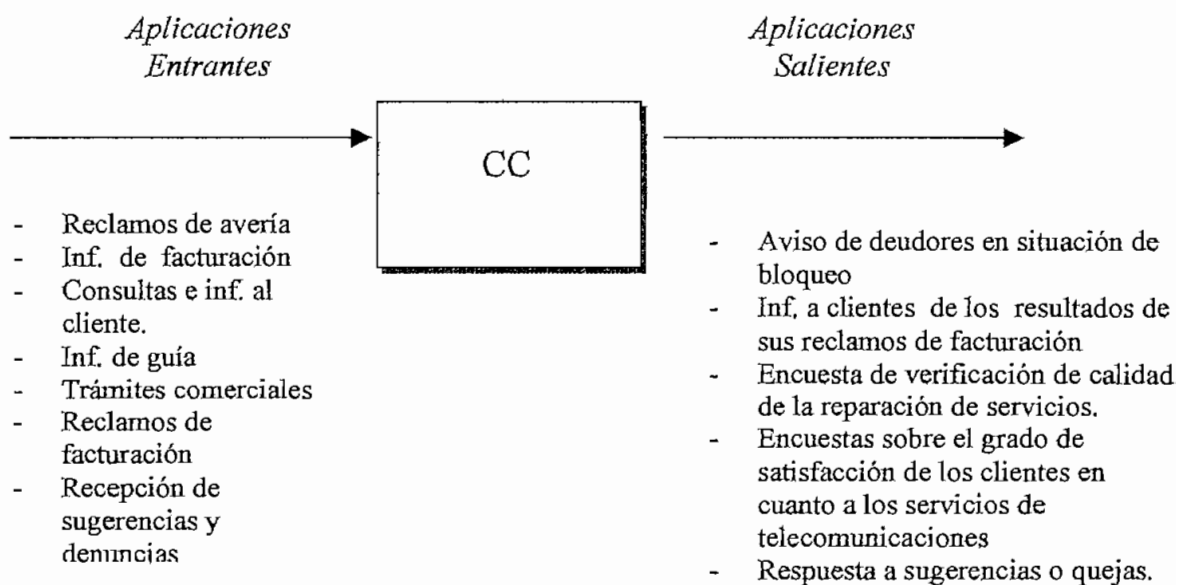 Aplicaciones
Entrantes
Aplicaciones
Salientes
CC
- Reclamos de avería
- Inf. de facturación
- Consultas e inf. al
cliente.
- Inf. de guía
- Trámites comerciales
- Reclamos de
facturación
- Recepción de
sugerencias y
denuncias
- Aviso de deudores en situación de
bloqueo
- Inf. a clientes de los resultados de
sus reclamos de facturación
- Encuesta de verificación de calidad
de la reparación de servicios.
- Encuestas sobre el grado de
satisfacción de los clientes en
cuanto a los servicios de
telecomunicaciones
- Respuesta a sugerencias o quejas.